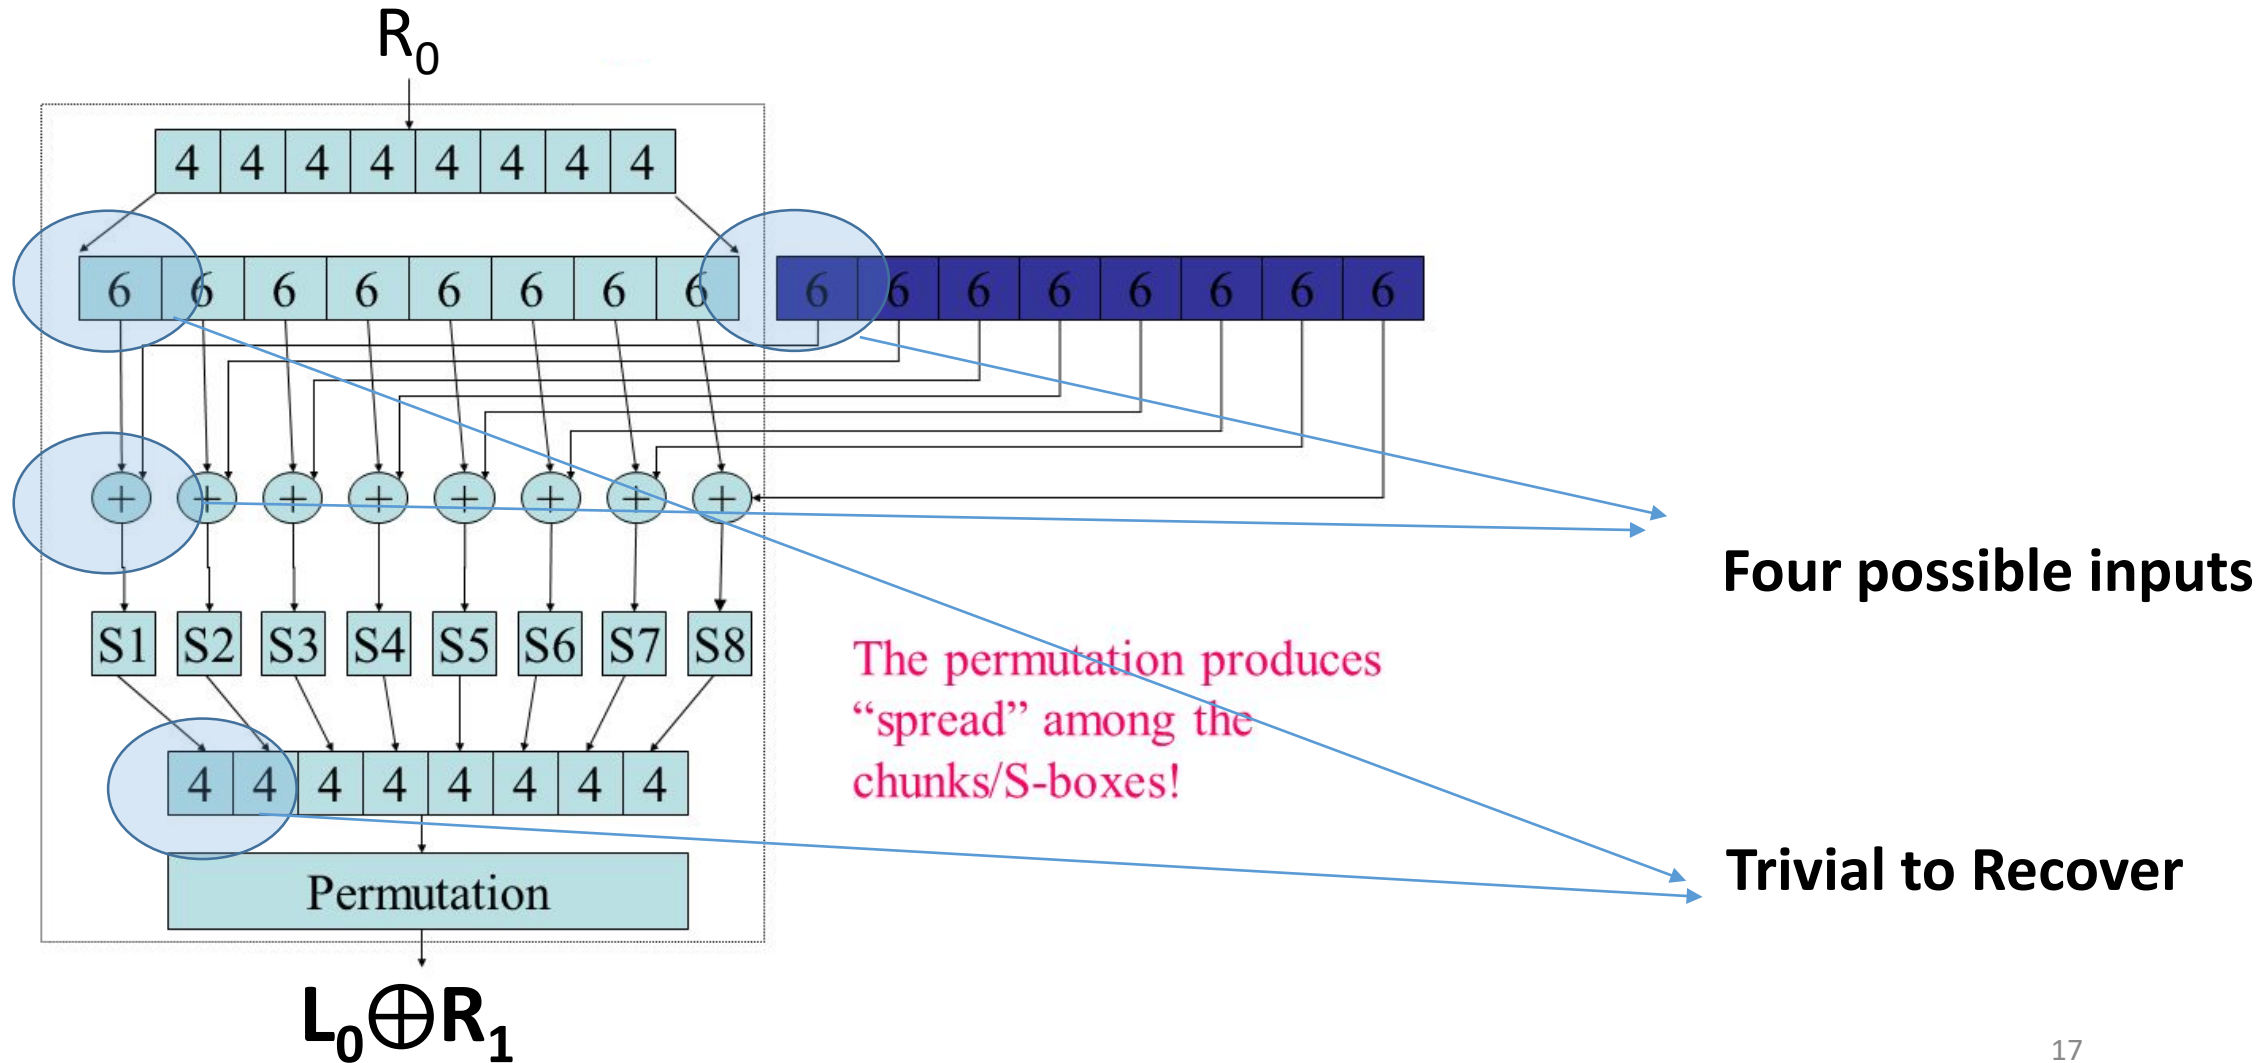 R₀
4 4 4 4 4 4 4 4
6 6 6 6 6 6 6 6 6 6 6 6 6 6 6 6
+ + + + + + + +
Four possible inputs
S1 S2 S3 S4 S5 S6 S7 S8
The permutation produces
“spread” among the
chunks/S-boxes!
4 4 4 4 4 4 4 4
Trivial to Recover
Permutation
L₀⊕R₁
17